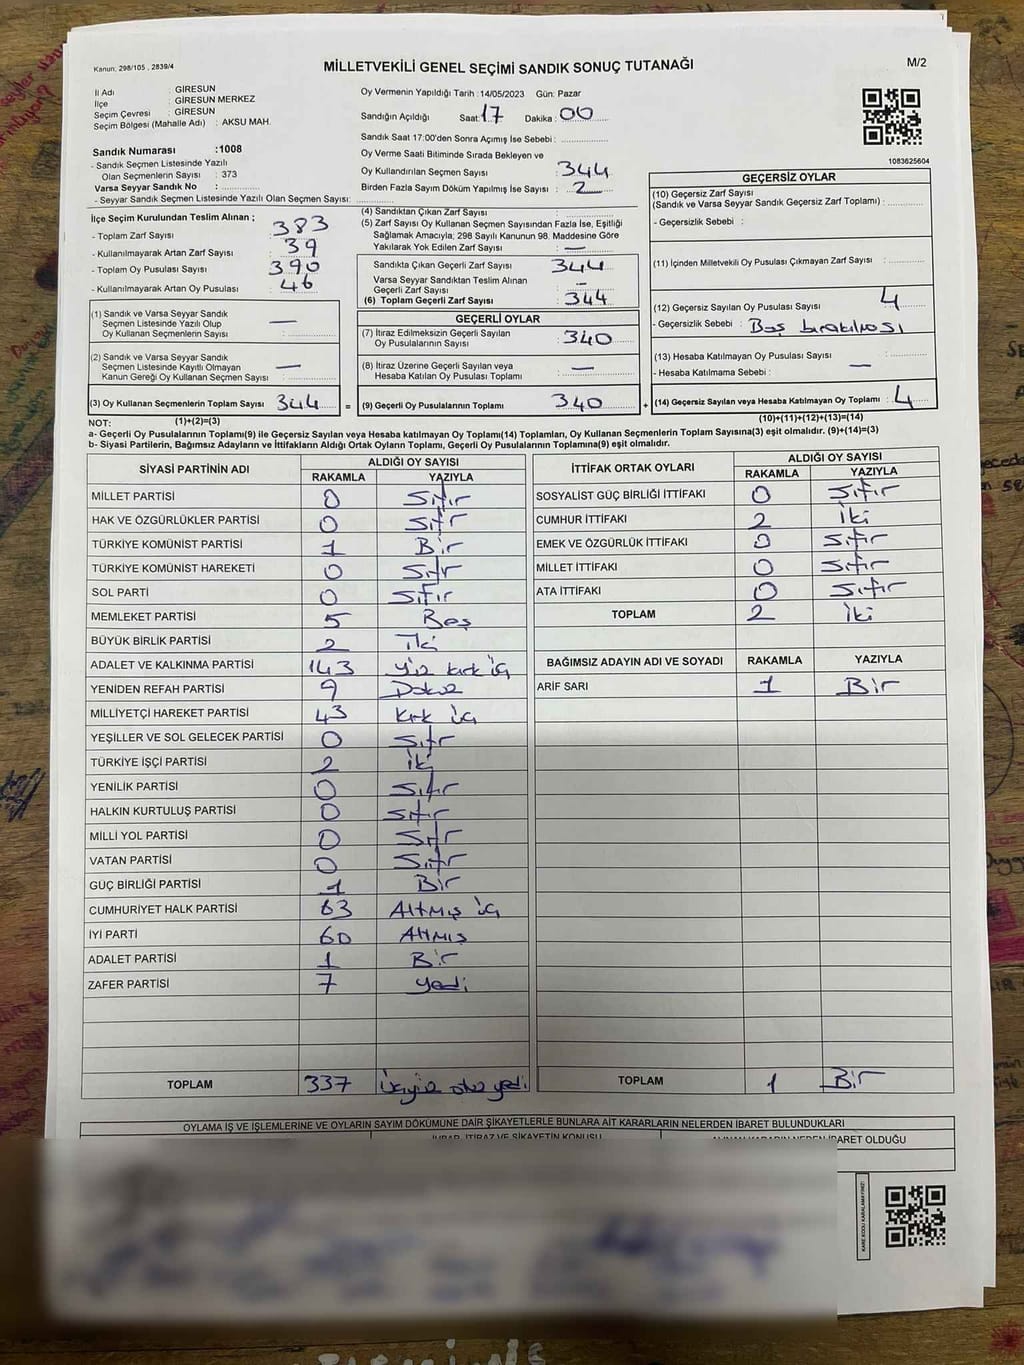 Kanun: 298/105 , 2839/4
MİLLETVEKİLİ GENEL SEÇİMİ SANDIK SONUÇ TUTANAĞI
M/2
İl Adı : GİRESUN
İlçe : GİRESUN MERKEZ
Seçim Çevresi : GİRESUN
Seçim Bölgesi (Mahalle Adı) : AKSU MAH.
Sandık Numarası :1008
- Sandık Seçmen Listesinde Yazılı
Olan Seçmenlerin Sayısı : 373
Varsa Seyyar Sandık No :
- Seyyar Sandık Seçmen Listesinde Yazılı Olan Seçmen Sayısı:
Oy Vermenin Yapıldığı Tarih :14/05/2023 Gün: Pazar
Sandığın Açıldığı Saat: 17 Dakika : 00
Sandık Saat 17:00'den Sonra Açımış İse Sebebi :
Oy Verme Saati Bitiminde Sırada Bekleyen ve
Oy Kullandırılan Seçmen Sayısı : 344
Birden Fazla Sayım Döküm Yapılmış İse Sayısı : 2
1083625604
İlçe Seçim Kurulundan Teslim Alınan ;
- Toplam Zarf Sayısı : 383
- Kullanılmayarak Artan Zarf Sayısı : 39
- Toplam Oy Pusulası Sayısı : 390
- Kullanılmayarak Artan Oy Pusulası : 46
(4) Sandıktan Çıkan Zarf Sayısı :
(5) Zarf Sayısı Oy Kullanan Seçmen Sayısından Fazla İse, Eşitliği
Sağlamak Amacıyla; 298 Sayılı Kanunun 98. Maddesine Göre
Yakılarak Yok Edilen Zarf Sayısı : —
Sandıkta Çıkan Geçerli Zarf Sayısı 344
Varsa Seyyar Sandıktan Teslim Alınan
Geçerli Zarf Sayısı : -
(6) Toplam Geçerli Zarf Sayısı : 344
GEÇERSİZ OYLAR
(10) Geçersiz Zarf Sayısı
(Sandık ve Varsa Seyyar Sandık Geçersiz Zarf Toplamı) :
- Geçersizlik Sebebi :
(11) İçinden Milletvekili Oy Pusulası Çıkmayan Zarf Sayısı :
(12) Geçersiz Sayılan Oy Pusulası Sayısı : 4
- Geçersizlik Sebebi : Boş bırakılması
(13) Hesaba Katılmayan Oy Pusulası Sayısı :
- Hesaba Katılmama Sebebi : —
(14) Geçersiz Sayılan veya Hesaba Katılmayan Oy Toplamı : 4
(1) Sandık ve Varsa Seyyar Sandık
Seçmen Listesinde Yazılı Olup
Oy Kullanan Seçmenlerin Sayısı : —
(2) Sandık ve Varsa Seyyar Sandık
Seçmen Listesinde Kayıtlı Olmayan
Kanun Gereği Oy Kullanan Seçmen Sayısı : —
(3) Oy Kullanan Seçmenlerin Toplam Sayısı : 344 =
GEÇERLİ OYLAR
(7) İtiraz Edilmeksizin Geçerli Sayılan
Oy Pusulalarının Sayısı : 340
(8) İtiraz Üzerine Geçerli Sayılan veya
Hesaba Katılan Oy Pusulası Toplamı : —
(9) Geçerli Oy Pusulalarının Toplamı : 340 +
NOT: (1)+(2)=(3) (10)+(11)+(12)+(13)=(14)
a- Geçerli Oy Pusulalarının Toplamı(9) ile Geçersiz Sayılan veya Hesaba katılmayan Oy Toplamı(14) Toplamları, Oy Kullanan Seçmenlerin Toplam Sayısına(3) eşit olmalıdır. (9)+(14)=(3)
b- Siyasi Partilerin, Bağımsız Adayların ve İttifakların Aldığı Ortak Oyların Toplamı, Geçerli Oy Pusulalarının Toplamına(9) eşit olmalıdır.
SİYASİ PARTİNİN ADI ALDIĞI OY SAYISI
RAKAMLA YAZIYLA
MİLLET PARTİSİ 0 Sıfır
HAK VE ÖZGÜRLÜKLER PARTİSİ 0 Sıfır
TÜRKİYE KOMÜNİST PARTİSİ 1 Bir
TÜRKİYE KOMÜNİST HAREKETİ 0 Sıfır
SOL PARTİ 0 Sıfır
MEMLEKET PARTİSİ 5 Beş
BÜYÜK BİRLİK PARTİSİ 2 İki
ADALET VE KALKINMA PARTİSİ 143 yüz kırk üç
YENİDEN REFAH PARTİSİ 9 Dokuz
MİLLİYETÇİ HAREKET PARTİSİ 43 kırk üç
YEŞİLLER VE SOL GELECEK PARTİSİ 0 Sıfır
TÜRKİYE İŞÇİ PARTİSİ 2 iki
YENİLİK PARTİSİ 0 Sıfır
HALKIN KURTULUŞ PARTİSİ 0 Sıfır
MİLLİ YOL PARTİSİ 0 Sıfır
VATAN PARTİSİ 0 Sıfır
GÜÇ BİRLİĞİ PARTİSİ 1 Bir
CUMHURİYET HALK PARTİSİ 63 Altmış üç
İYİ PARTİ 60 Altmış
ADALET PARTİSİ 1 Bir
ZAFER PARTİSİ 7 yedi
TOPLAM 337 üçyüz otuz yedi
İTTİFAK ORTAK OYLARI ALDIĞI OY SAYISI
RAKAMLA YAZIYLA
SOSYALİST GÜÇ BİRLİĞİ İTTİFAKI 0 Sıfır
CUMHUR İTTİFAKI 2 İki
EMEK VE ÖZGÜRLÜK İTTİFAKI 0 Sıfır
MİLLET İTTİFAKI 0 Sıfır
ATA İTTİFAKI 0 Sıfır
TOPLAM 2 iki
BAĞIMSIZ ADAYIN ADI VE SOYADI RAKAMLA YAZIYLA
ARİF SARI 1 Bir
TOPLAM 1 Bir
OYLAMA İŞ VE İŞLEMLERİNE VE OYLARIN SAYIM DÖKÜMÜNE DAİR ŞİKAYETLERLE BUNLARA AİT KARARLARIN NELERDEN İBARET BULUNDUKLARI
İHBAR, İTİRAZ VE ŞİKAYETİN KONUSU ALINAN KARARIN NEDEN İBARET OLDUĞU
KARE KODU KARALAMAYINIZ!